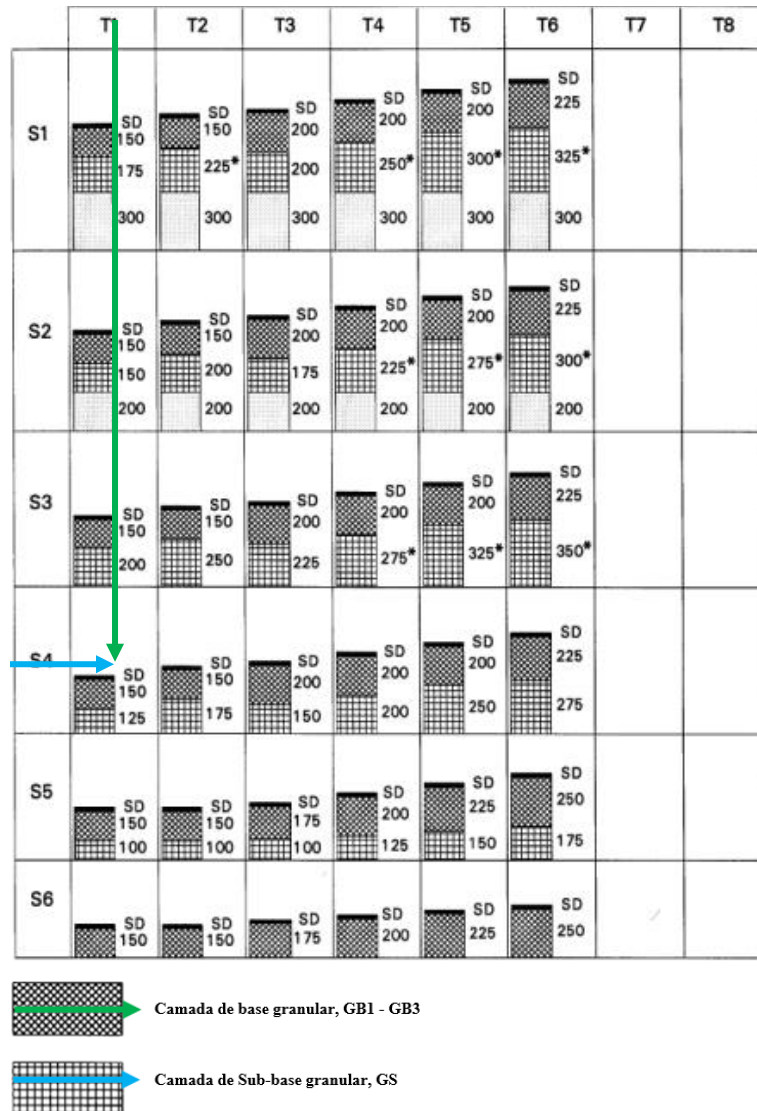 T1 T2 T3 T4 T5 T6 T7 T8
S1
SD SD SD SD SD SD
150 150 200 200 200 225
175 225* 200 250* 300* 325*
300 300 300 300 300 300
S2
SD SD SD SD SD SD
150 150 200 200 200 225
150 200 175 225* 275* 300*
200 200 200 200 200 200
S3
SD SD SD SD SD SD
150 150 200 200 200 225
200 250 225 275* 325* 350*
S4
SD SD SD SD SD SD
150 150 200 200 200 225
125 175 150 200 250 275
S5
SD SD SD SD SD SD
150 150 175 200 225 250
100 100 100 125 150 175
S6
SD SD SD SD SD SD
150 150 175 200 225 250
Camada de base granular, GB1 - GB3
Camada de Sub-base granular, GS